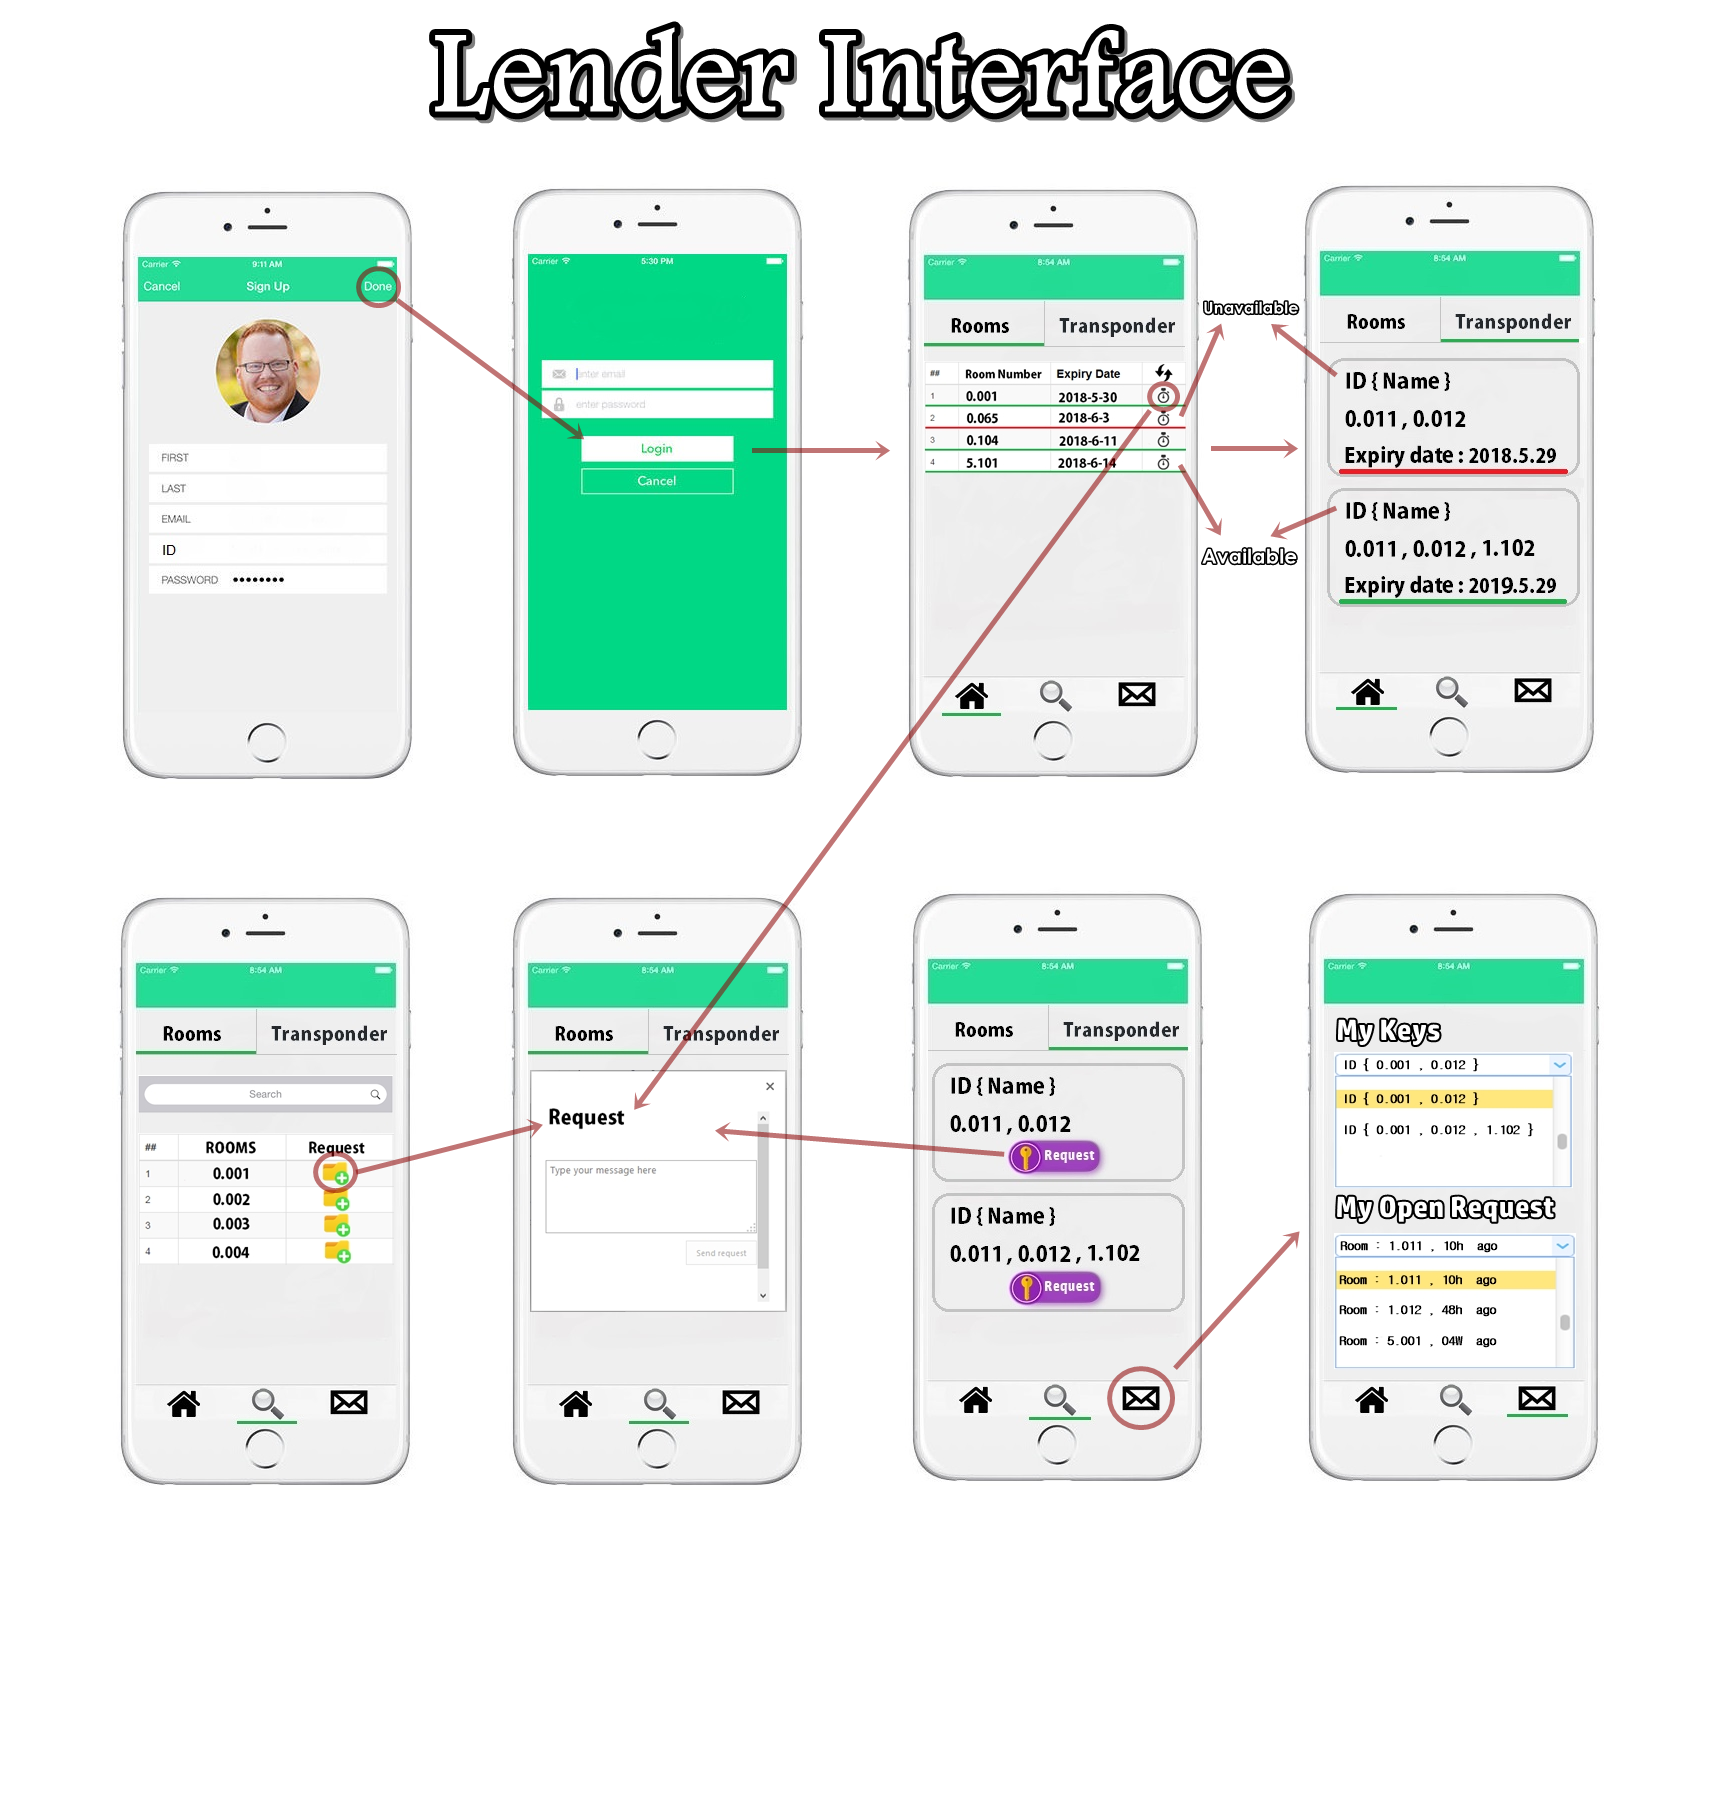 Lender Interface
Carrier 9:11 AM
Cancel Sign Up Done
FIRST
LAST
EMAIL
ID
PASSWORD ••••••••
Carrier 5:30 PM
enter email
enter password
Login
Cancel
Carrier 8:54 AM
Rooms Transponder
## Room Number Expiry Date
1 0.001 2018-5-30
2 0.065 2018-6-3
3 0.104 2018-6-11
4 5.101 2018-6-14
Unavailable
Available
Carrier 8:54 AM
Rooms Transponder
ID { Name }
0.011 , 0.012
Expiry date : 2018.5.29
ID { Name }
0.011 , 0.012 , 1.102
Expiry date : 2019.5.29
Carrier 8:54 AM
Rooms Transponder
Search
## ROOMS Request
1 0.001
2 0.002
3 0.003
4 0.004
Carrier 8:54 AM
Rooms Transponder
×
Request
Type your message here
Send request
Carrier 8:54 AM
Rooms Transponder
ID { Name }
0.011 , 0.012
Request
ID { Name }
0.011 , 0.012 , 1.102
Request
Carrier 8:54 AM
My Keys
ID { 0.001 , 0.012 }
ID { 0.001 , 0.012 }
ID { 0.001 , 0.012 , 1.102 }
My Open Request
Room : 1.011 , 10h ago
Room : 1.011 , 10h ago
Room : 1.012 , 48h ago
Room : 5.001 , 04W ago